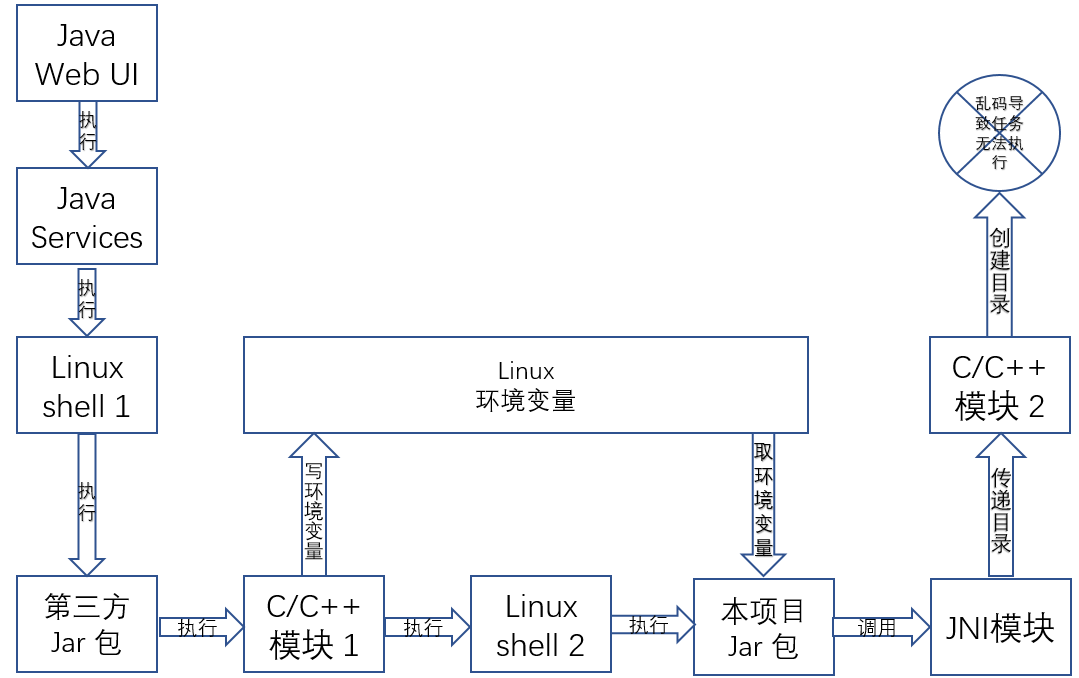 Java
Web UI
执
行
Java
Services
执
行
Linux
shell 1
执
行
第三方
Jar 包
执行
C/C++
模块 1
写
环
境
变
量
Linux
环境变量
执行
Linux
shell 2
执行
取
环
境
变
量
本项目
Jar 包
调用
JNI模块
传
递
目
录
C/C++
模块 2
创
建
目
录
乱码导
致任务
无法执
行